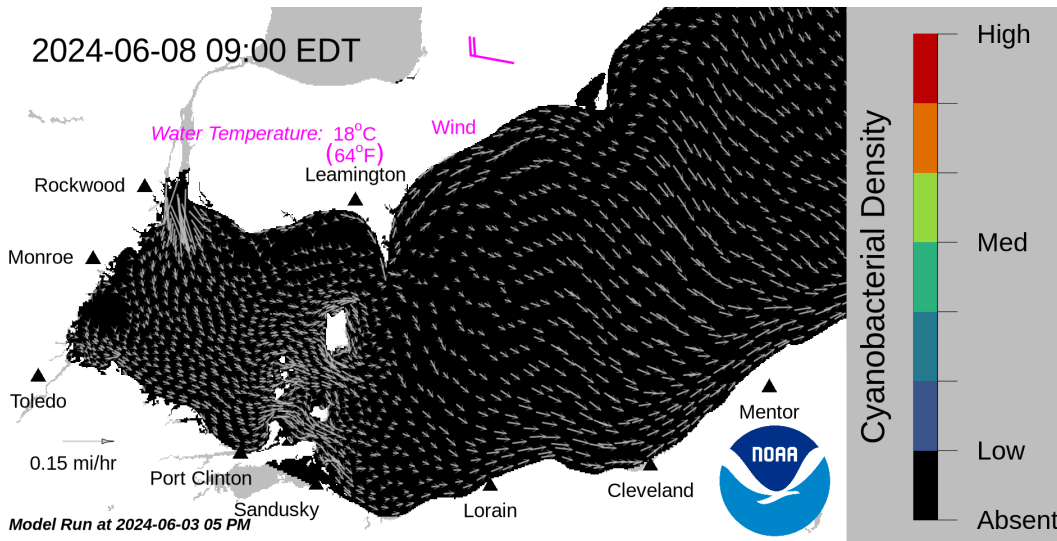 2024-06-08 09:00 EDT
Wind
Water Temperature: 18°C
(64°F)
Leamington
Rockwood
Monroe
Toledo
0.15 mi/hr
Port Clinton
Sandusky
Lorain
Cleveland
Mentor
NOAA
Model Run at 2024-06-03 05 PM
Cyanobacterial Density
High
Med
Low
Absent